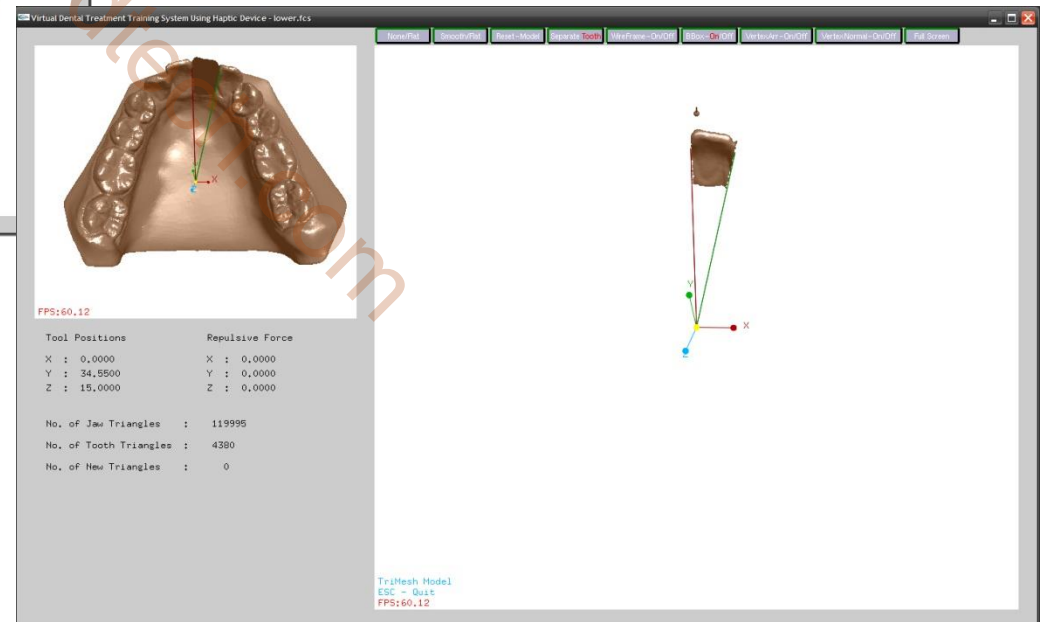 Virtual Dental Treatment Training System Using Haptic Device - lower.fcs
None/Fld Smooth/Flat Reset-Model Separate Tooth WireFrame-On/Off BBox-On/Off VertexArr-On/Off VertexNormal-On/Off Full Screen
X
FPS:60.12
Tool Positions Repulsive Force
X : 0.0000 X : 0.0000
Y : 34.5500 Y : 0.0000
Z : 15.0000 Z : 0.0000
No. of Jaw Triangles : 119995
No. of Tooth Triangles : 4380
No. of New Triangles : 0
Y
X
TriMesh Model
ESC - Quit
FPS:60.12